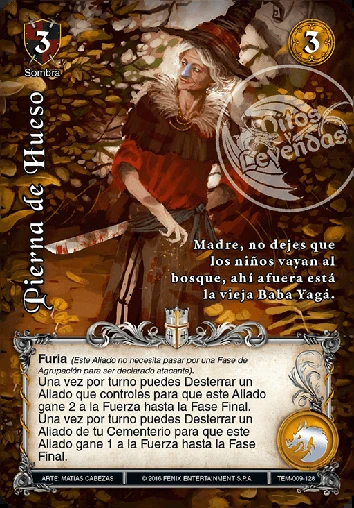 3
Sombra
3
Mitos y
Leyendas
Pierna de Hueso
Madre, no dejes que
los niños vayan al
bosque, ahi afuera está
la vieja Baba Yagá.
Furia (Este Aliado no necesita pasar por una Fase de
Agrupación para ser declarado atacante).
Una vez por turno puedes Desterrar un
Aliado que controles para que este Aliado
gane 2 a la Fuerza hasta la Fase Final.
Una vez por turno puedes Desterrar un
Aliado de tu Cementerio para que este
Aliado gane 1 a la Fuerza hasta la Fase
Final.
ARTE: MATIAS CABEZAS
© 2016 FENIX ENTERTAINMENT S.P.A.
TEM-009-128